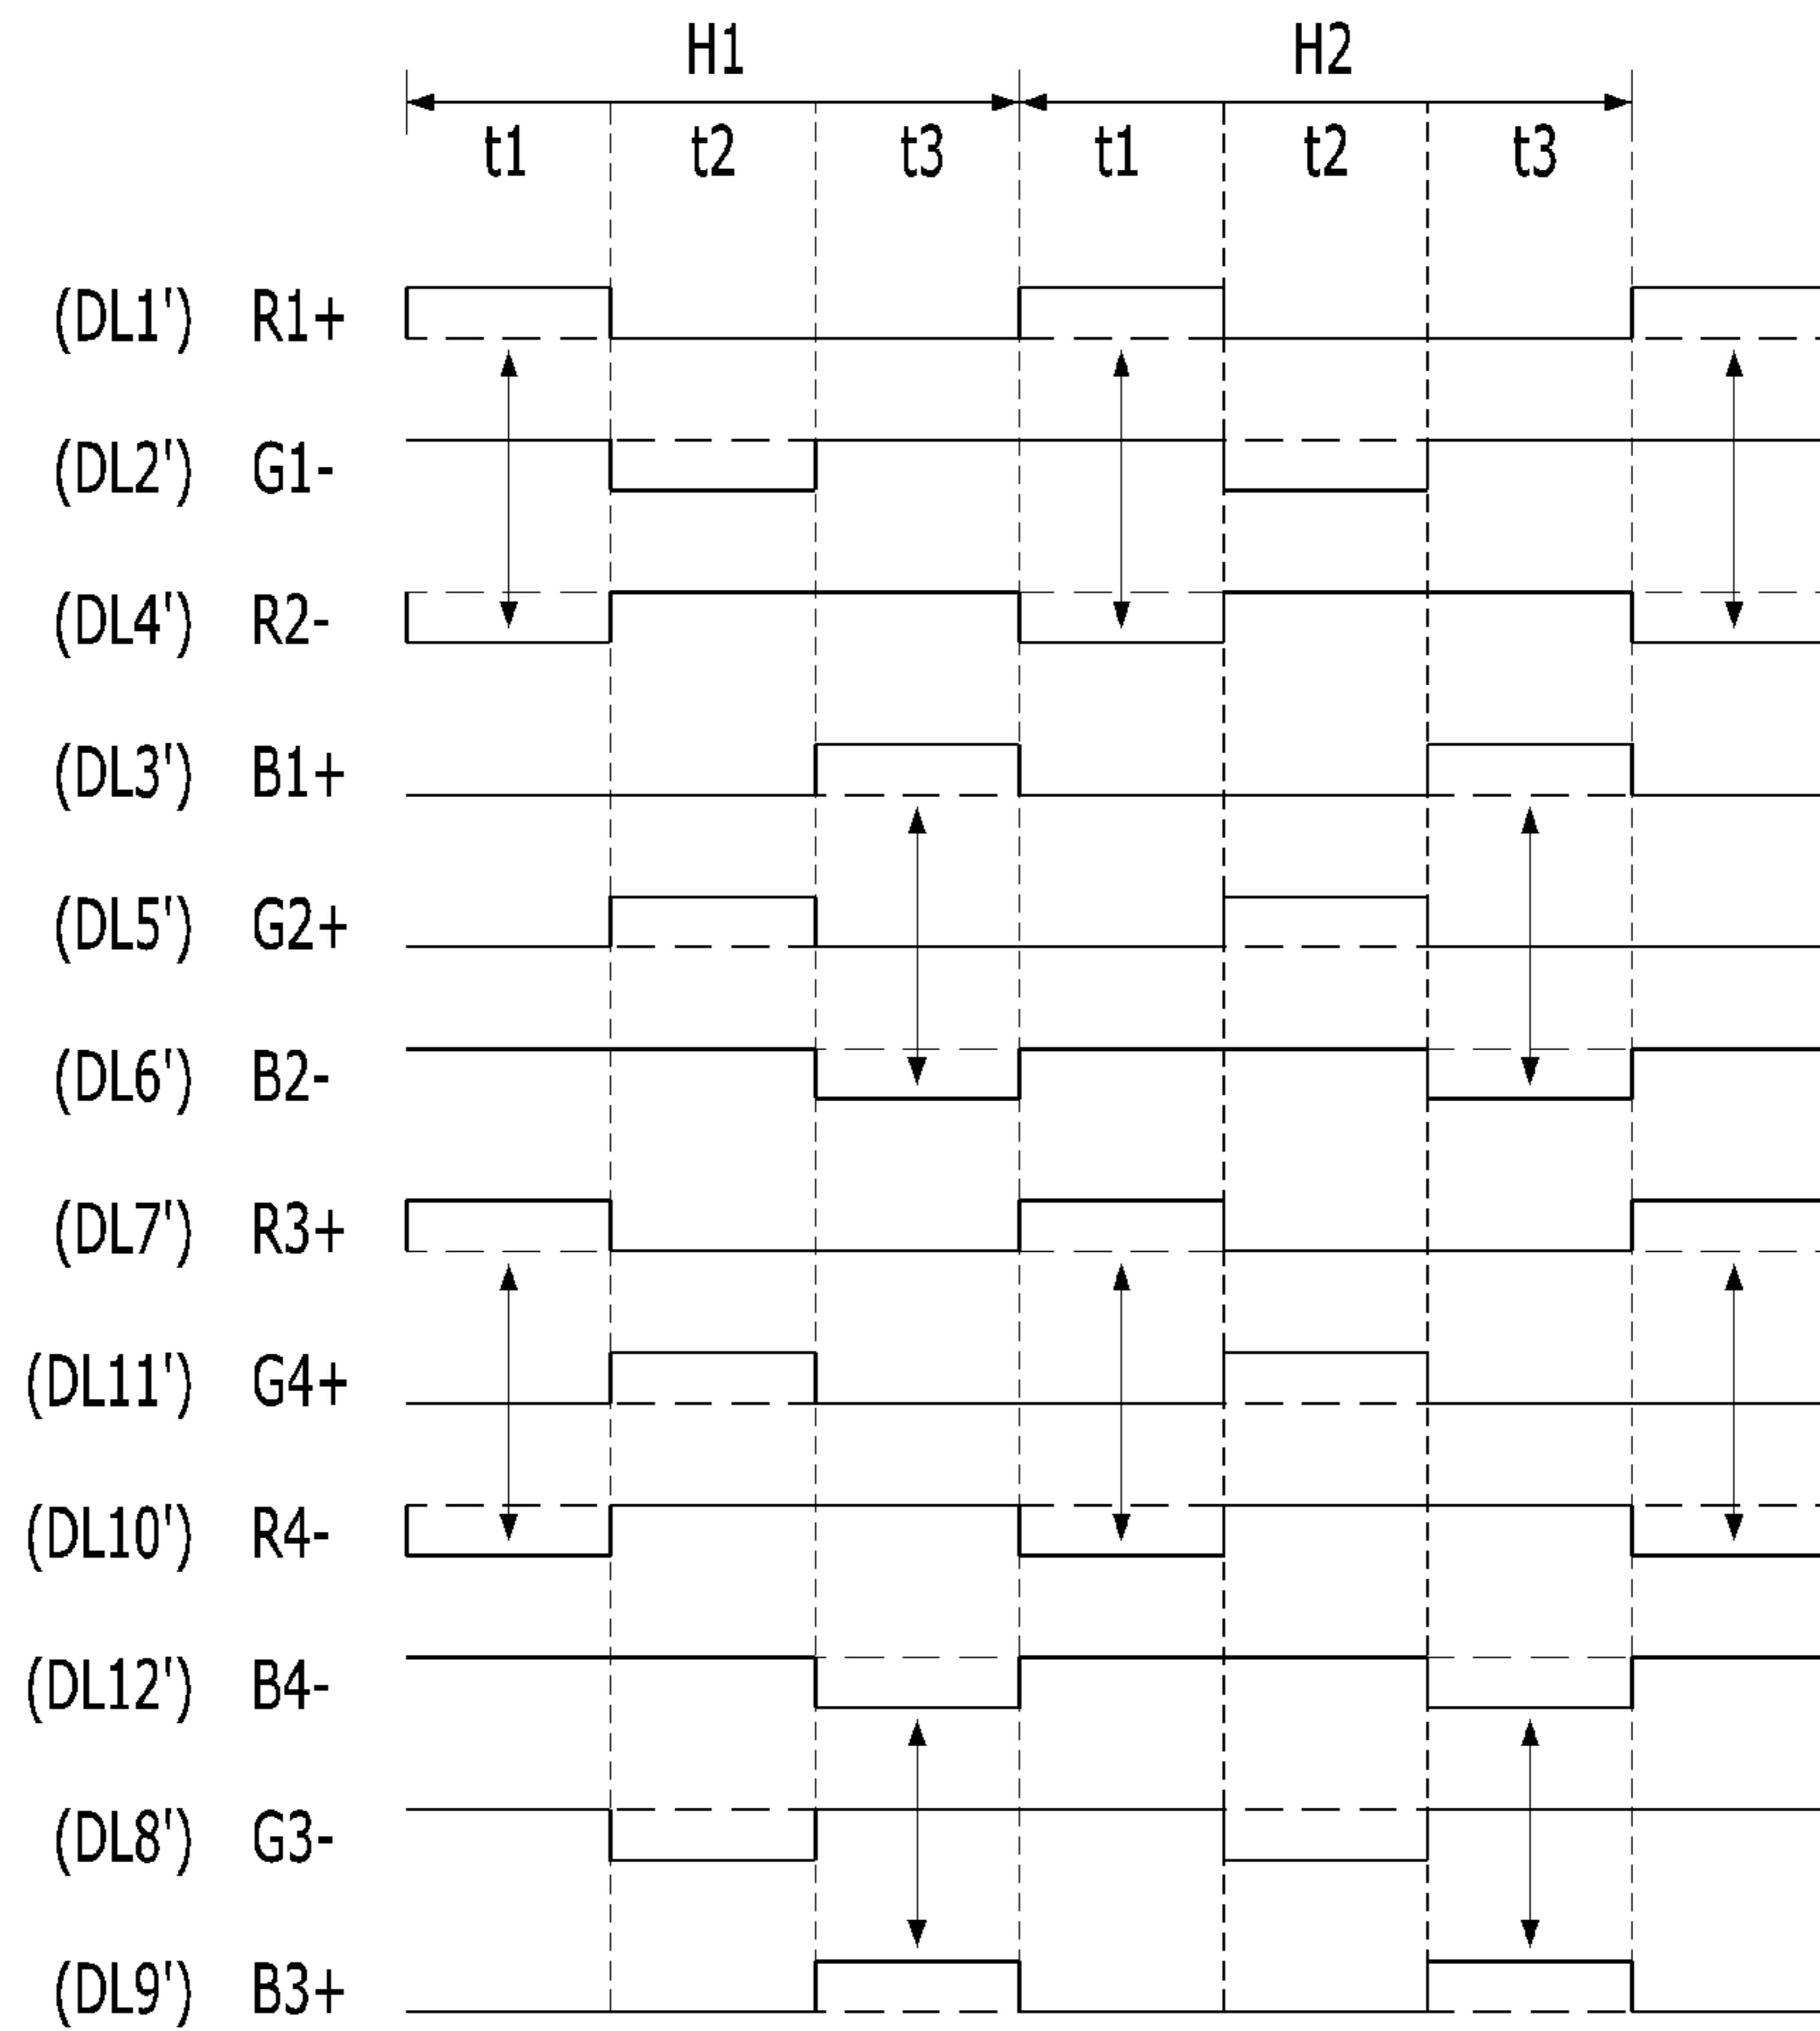 H1 H2
t1 t2 t3 t1 t2 t3
(DL1') R1+
(DL2') G1-
(DL4') R2-
(DL3') B1+
(DL5') G2+
(DL6') B2-
(DL7') R3+
(DL11') G4+
(DL10') R4-
(DL12') B4-
(DL8') G3-
(DL9') B3+